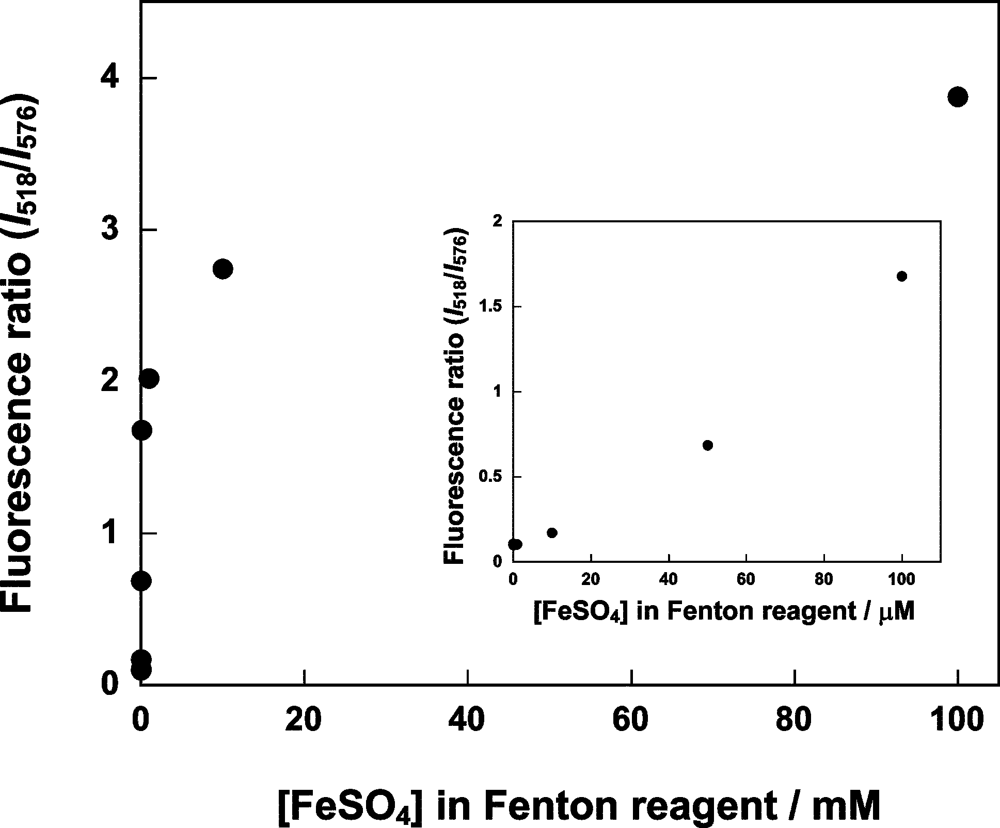 Fluorescence ratio (I518/I576)
4
3
2
1
0
0 20 40 60 80 100
[FeSO4] in Fenton reagent / mM
Fluorescence ratio (I518/I576)
2
1.5
1
0.5
0
0 20 40 60 80 100
[FeSO4] in Fenton reagent / μM